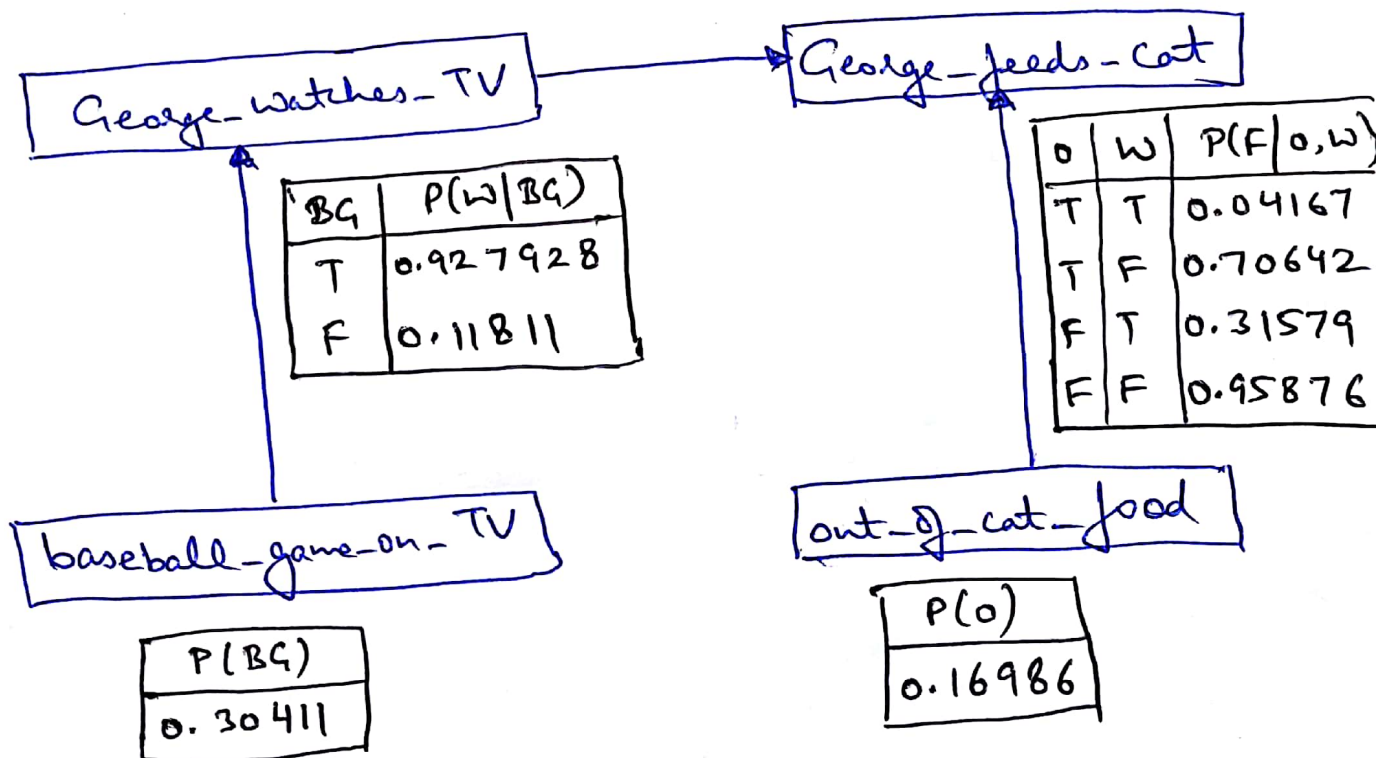 George_watches_TV
George_feeds_cat
BG P(W|BG)
T 0.927928
F 0.11811
O W P(F|O,W)
T T 0.04167
T F 0.70642
F T 0.31579
F F 0.95876
baseball_game_on_TV
out_of_cat_food
P(BG)
0.30411
P(O)
0.16986